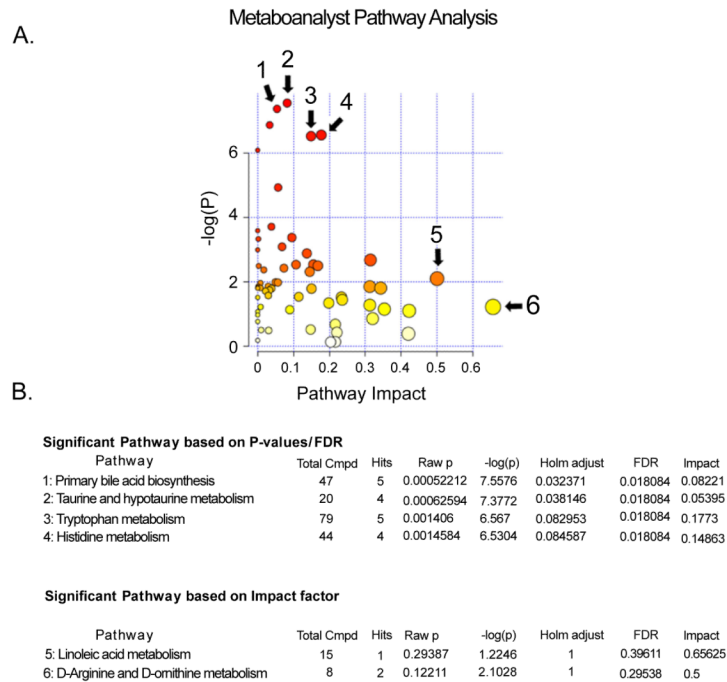 Metaboanalyst Pathway Analysis
A.
1
2
3
4
5
6
6
4
2
0
-log(P)
0 0.1 0.2 0.3 0.4 0.5 0.6
Pathway Impact
B.
Significant Pathway based on P-values/FDR
Pathway Total Cmpd Hits Raw p -log(p) Holm adjust FDR Impact
1: Primary bile acid biosynthesis 47 5 0.00052212 7.5576 0.032371 0.018084 0.08221
2: Taurine and hypotaurine metabolism 20 4 0.00062594 7.3772 0.038146 0.018084 0.05395
3: Tryptophan metabolism 79 5 0.001406 6.567 0.082953 0.018084 0.1773
4: Histidine metabolism 44 4 0.0014584 6.5304 0.084587 0.018084 0.14863
Significant Pathway based on Impact factor
Pathway Total Cmpd Hits Raw p -log(p) Holm adjust FDR Impact
5: Linoleic acid metabolism 15 1 0.29387 1.2246 1 0.39611 0.65625
6: D-Arginine and D-ornithine metabolism 8 2 0.12211 2.1028 1 0.29538 0.5